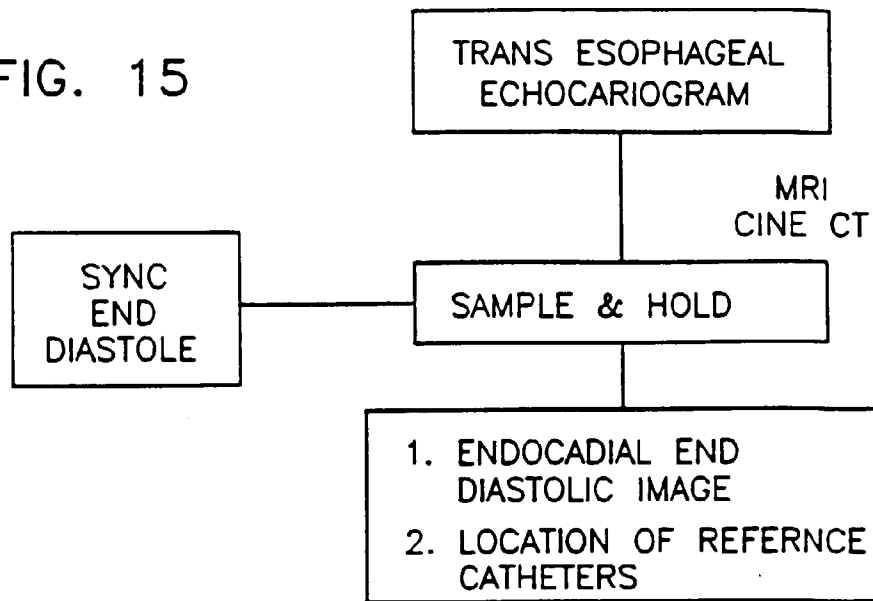 FIG. 15
TRANS ESOPHAGEAL
ECHOCARIOGRAM
MRI
CINE CT
SYNC
END
DIASTOLE
SAMPLE & HOLD
1. ENDOCADIAL END
DIASTOLIC IMAGE
2. LOCATION OF REFERNCE
CATHETERS